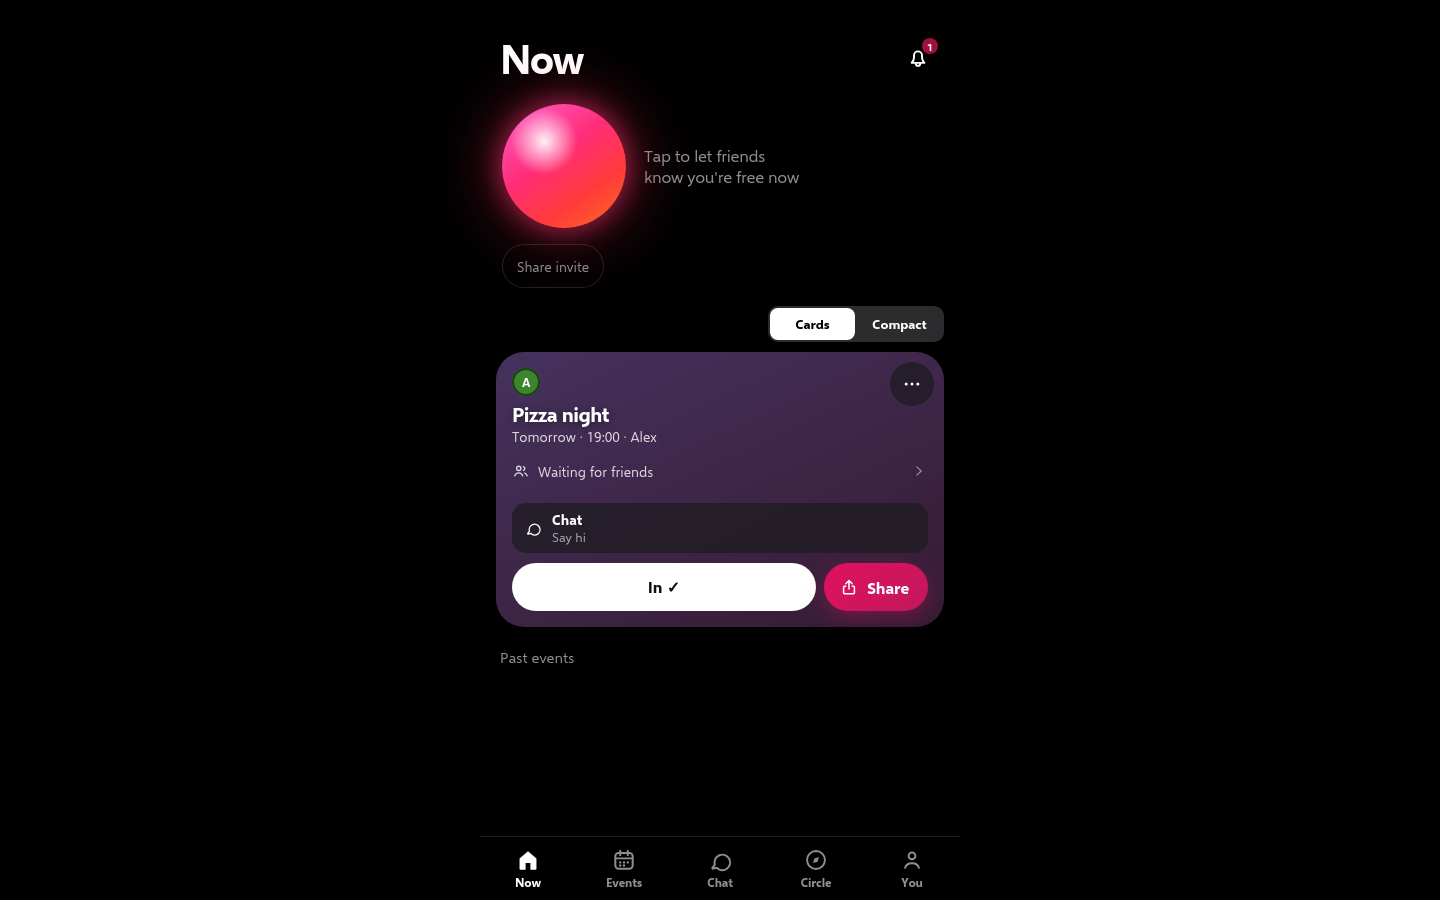 Now
1
Tap to let friends
know you're free now
Share invite
Cards
Compact
A
Pizza night
Tomorrow · 19:00 · Alex
Waiting for friends
Chat
Say hi
In ✓
Share
Past events
Now
Events
Chat
Circle
You